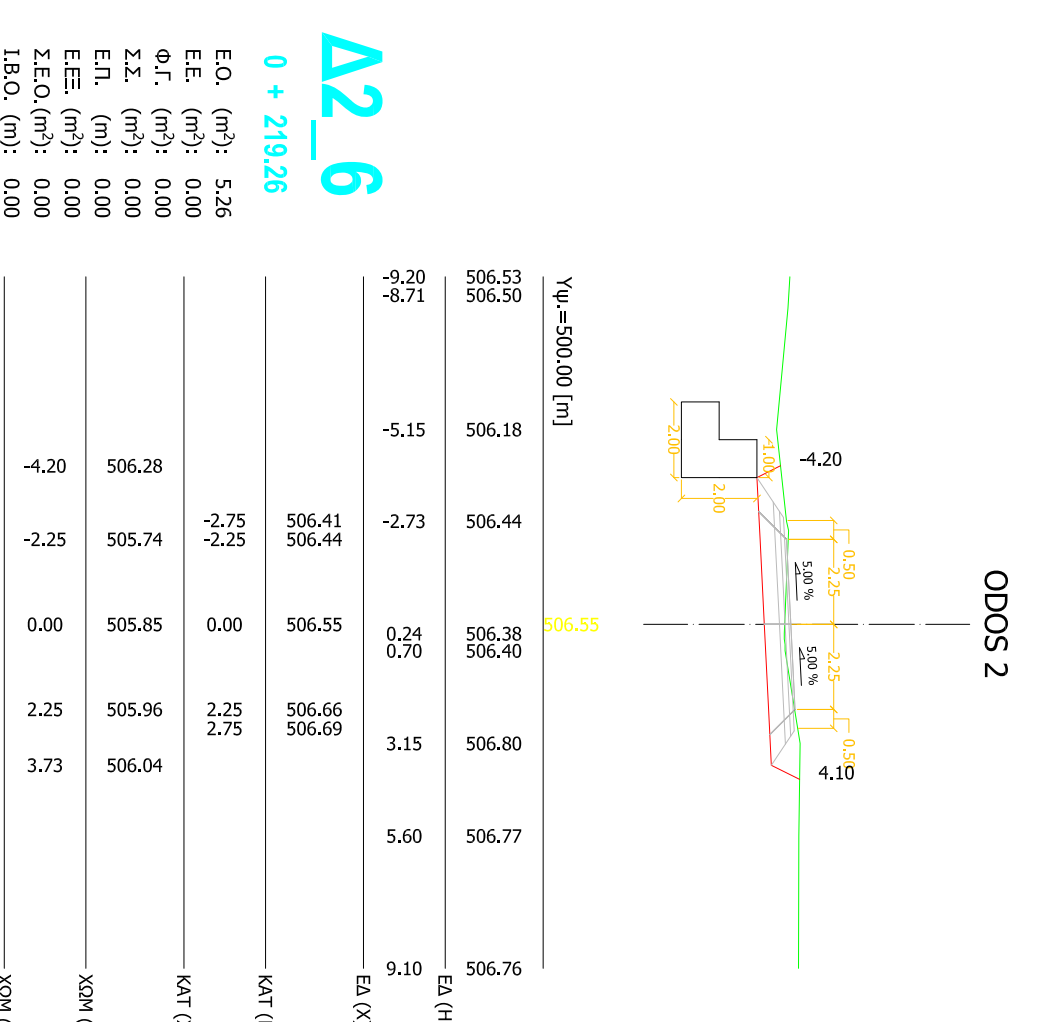 ODOS 2
-4.20
4.10
0.50
2.25
2.25
0.50
5.00 %
5.00 %
1.00
2.00
2.00
506.55
Υψ.=500.00 [m]
506.53 506.50 506.18 506.44 506.38 506.40 506.80 506.77 506.76
ΕΔ (Η
-9.20 -8.71 -5.15 -2.73 0.24 0.70 3.15 5.60 9.10
ΕΔ (Χ)
506.41 506.44 506.55 506.66 506.69
ΚΑΤ (
-2.75 -2.25 0.00 2.25 2.75
ΚΑΤ (
506.28 505.74 505.85 505.96 506.04
ΧΩΜ (
-4.20 -2.25 0.00 2.25 3.73
ΧΩΜ (
Δ2_6
0 + 219.26
Ε.Ο. (m²): 5.26
Ε.Ε. (m²): 0.00
Φ.Γ. (m²): 0.00
Σ.Σ. (m²): 0.00
Ε.Π. (m): 0.00
Ε.ΕΞ. (m²): 0.00
Σ.Ε.Ο. (m²): 0.00
Ι.Β.Ο. (m): 0.00